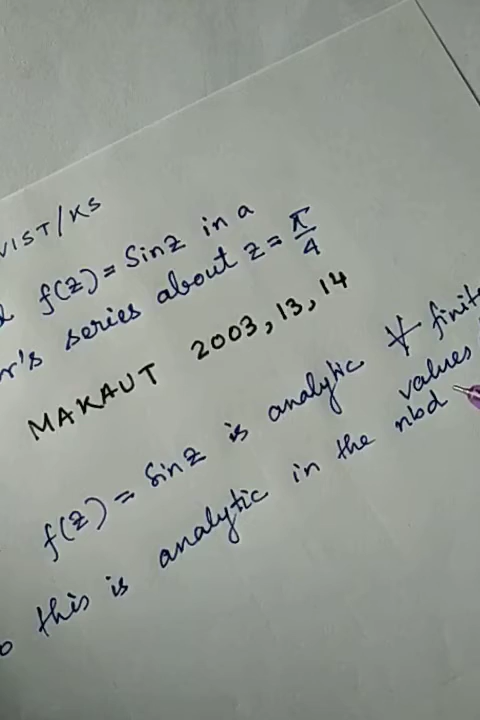 VIST/KS
f(z) = Sinz in a
r's series about z = π/4
MAKAUT 2003, 13, 14
f(z) = Sinz is analytic ∀ finite
values
this is analytic in the nbd